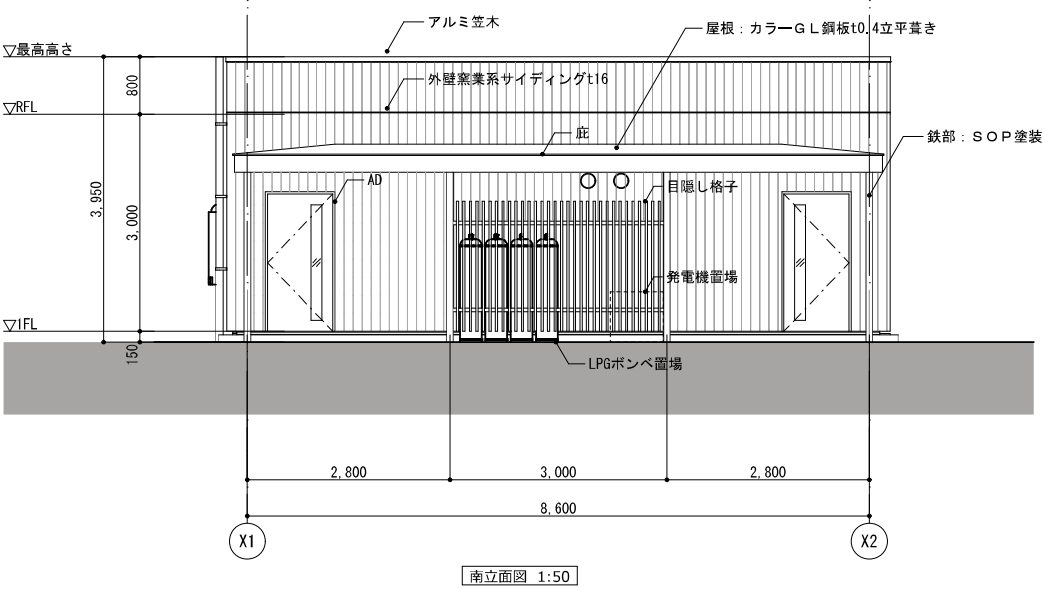 アルミ笠木
屋根：カラーＧＬ鋼板t0.4立平葺き
▽最高高さ
外壁窯業系サイディングt16
800
▽RFL
庇
鉄部：ＳＯＰ塗装
AD
目隠し格子
3,950
3,000
発電機置場
▽1FL
150
LPGボンベ置場
2,800
3,000
2,800
8,600
X1
X2
南立面図 1:50